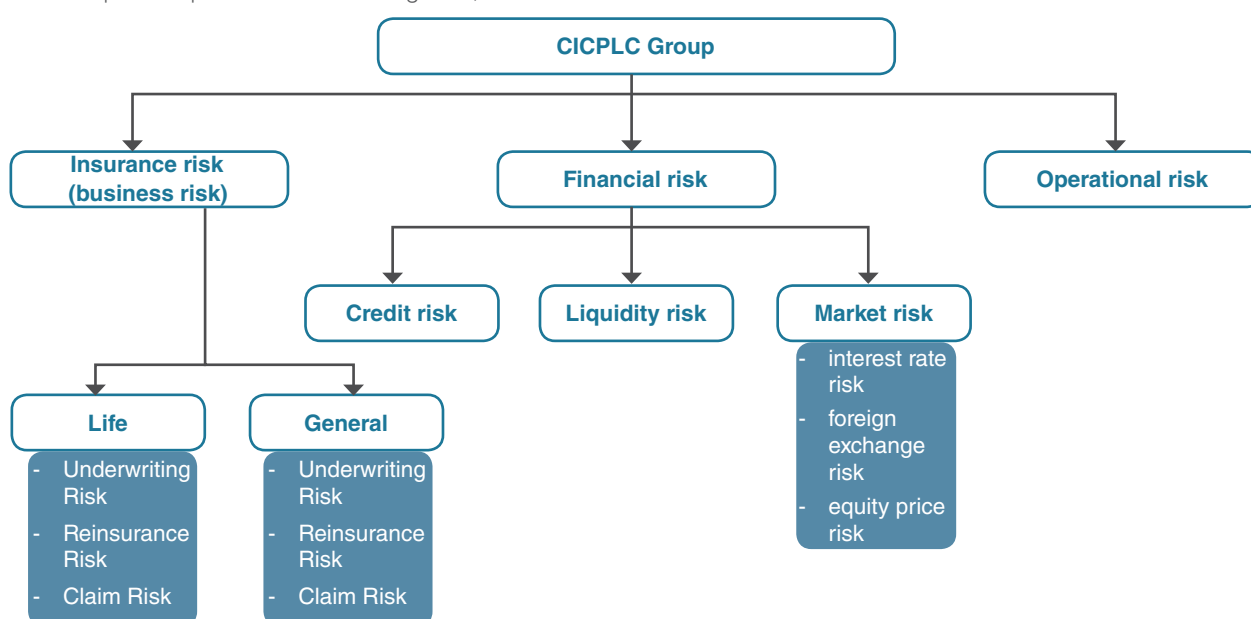 CICPLC Group
Insurance risk
(business risk)
Financial risk
Operational risk
Credit risk
Liquidity risk
Market risk
- interest rate
risk
- foreign
exchange
risk
- equity price
risk
Life
- Underwriting
Risk
- Reinsurance
Risk
- Claim Risk
General
- Underwriting
Risk
- Reinsurance
Risk
- Claim Risk